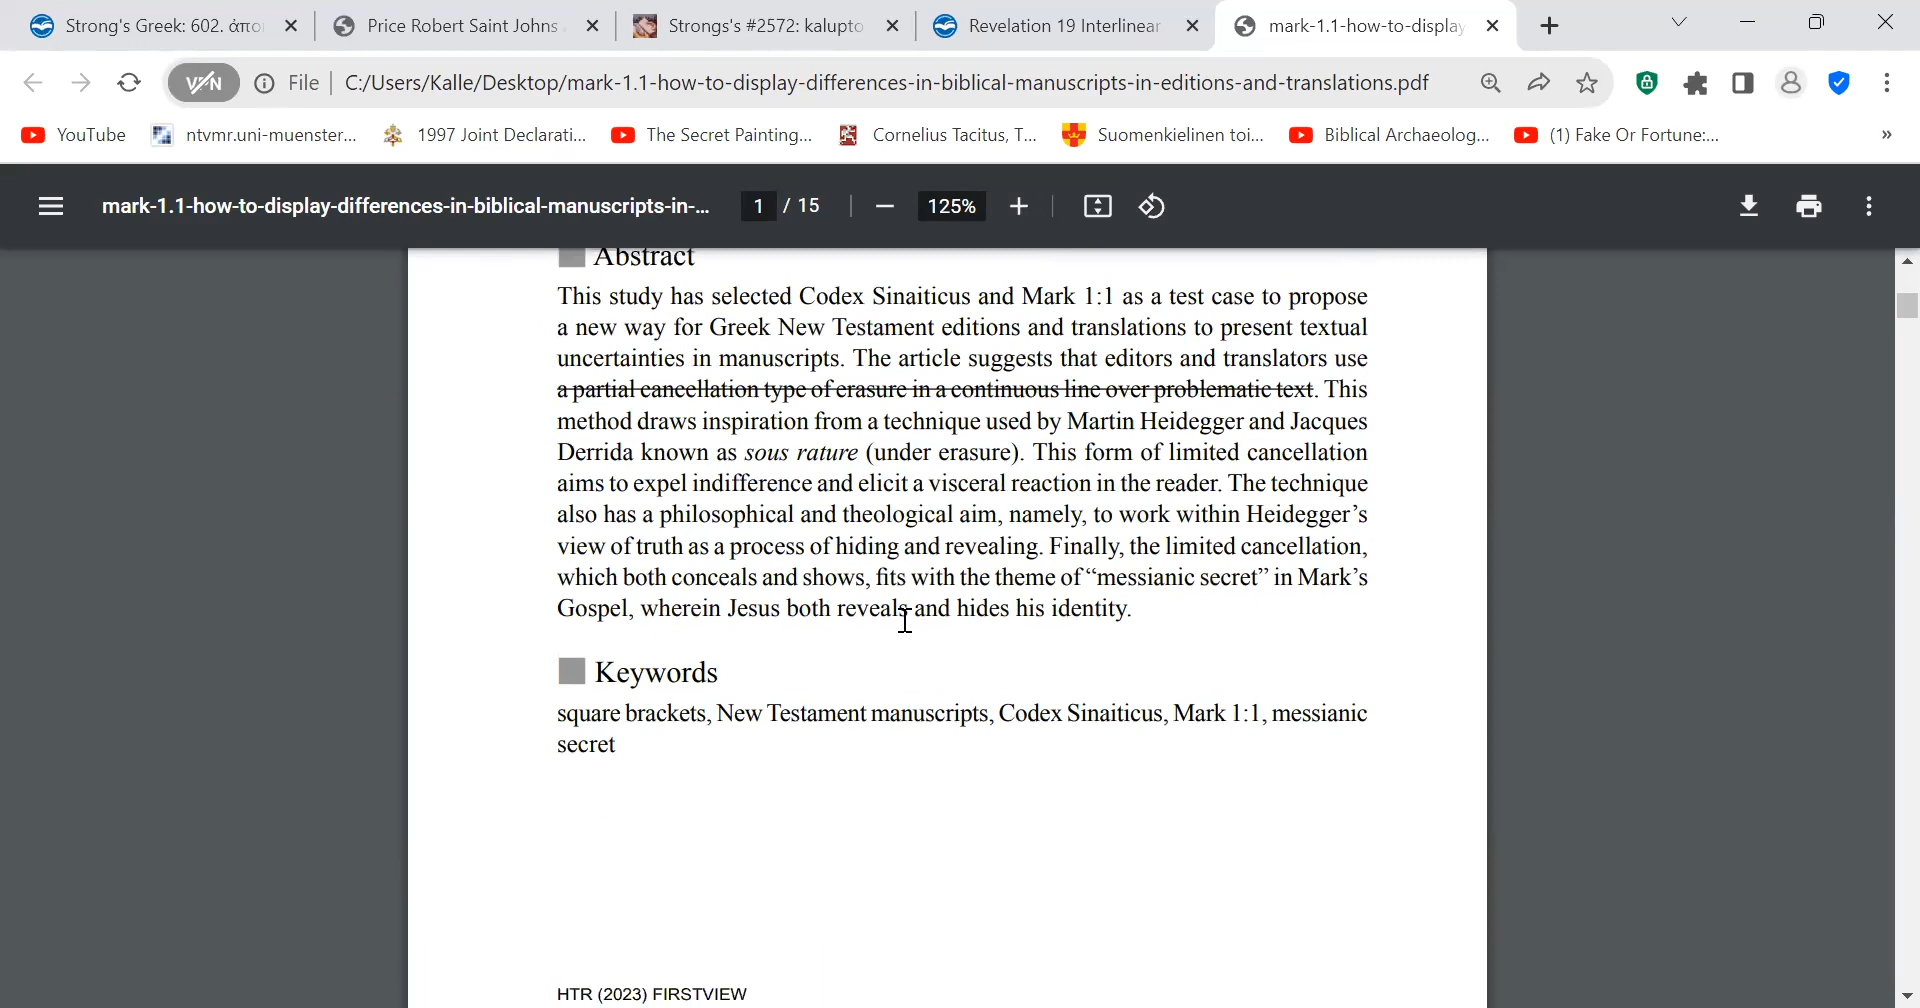 Strong's Greek: 602. ἀπο
Price Robert Saint Johns
Strongs's #2572: kalupto
Revelation 19 Interlinear
mark-1.1-how-to-display
VPN
File
C:/Users/Kalle/Desktop/mark-1.1-how-to-display-differences-in-biblical-manuscripts-in-editions-and-translations.pdf
YouTube
ntvmr.uni-muenster...
1997 Joint Declarati...
The Secret Painting...
Cornelius Tacitus, T...
Suomenkielinen toi...
Biblical Archaeolog...
(1) Fake Or Fortune:...
»
mark-1.1-how-to-display-differences-in-biblical-manuscripts-in-...
1 / 15
125%
Abstract
This study has selected Codex Sinaiticus and Mark 1:1 as a test case to propose
a new way for Greek New Testament editions and translations to present textual
uncertainties in manuscripts. The article suggests that editors and translators use
a partial cancellation type of erasure in a continuous line over problematic text. This
method draws inspiration from a technique used by Martin Heidegger and Jacques
Derrida known as sous rature (under erasure). This form of limited cancellation
aims to expel indifference and elicit a visceral reaction in the reader. The technique
also has a philosophical and theological aim, namely, to work within Heidegger's
view of truth as a process of hiding and revealing. Finally, the limited cancellation,
which both conceals and shows, fits with the theme of “messianic secret” in Mark's
Gospel, wherein Jesus both reveals and hides his identity.
Keywords
square brackets, New Testament manuscripts, Codex Sinaiticus, Mark 1:1, messianic
secret
HTR (2023) FIRSTVIEW